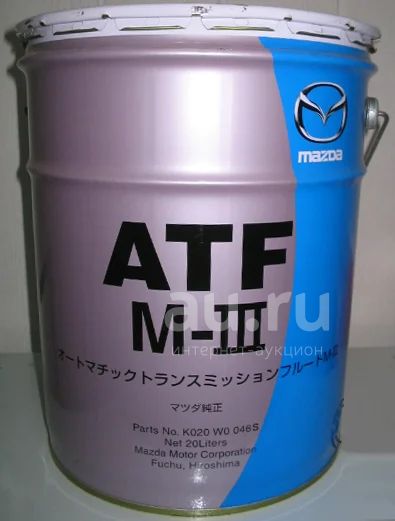 mazda
ATF
M-III
au.ru
интернет-аукцион
オートマチックトランスミッションフルードM-III
マツダ純正
Parts No. K020 W0 046S
Net 20Liters
Mazda Motor Corporation
Fuchu, Hiroshima